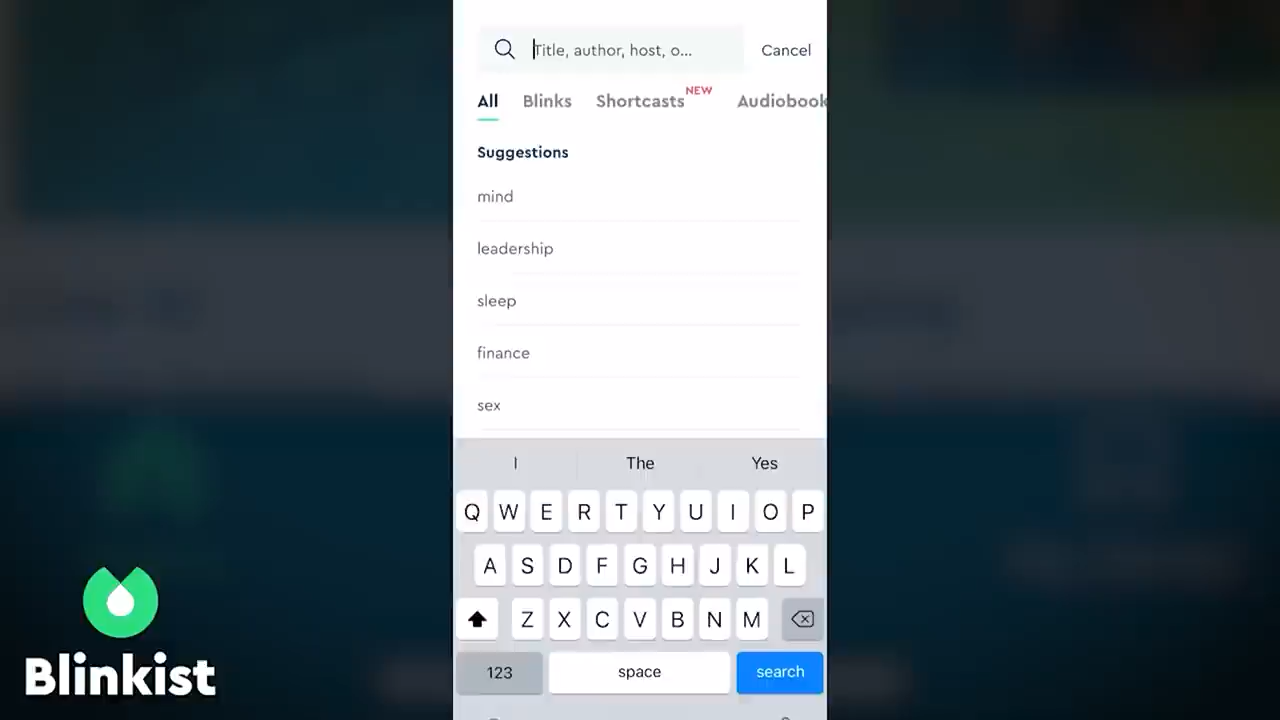 Title, author, host, o...
Cancel
All Blinks Shortcasts NEW Audiobook
Suggestions
mind
leadership
sleep
finance
sex
I The Yes
Q W E R T Y U I O P
A S D F G H J K L
Z X C V B N M
123 space search
Blinkist